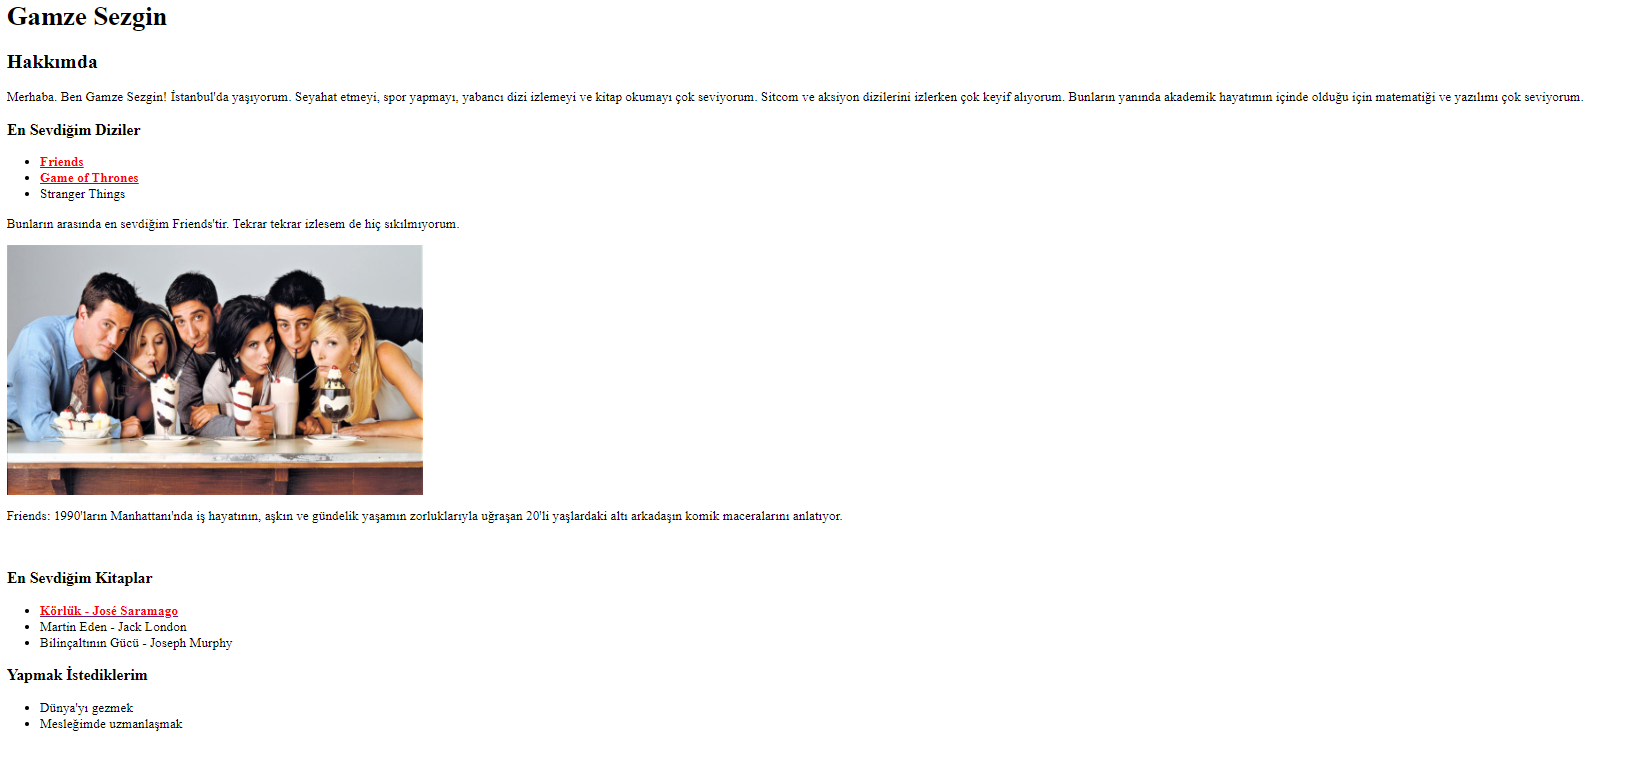 Gamze Sezgin
Hakkımda
Merhaba. Ben Gamze Sezgin! İstanbul'da yaşıyorum. Seyahat etmeyi, spor yapmayı, yabancı dizi izlemeyi ve kitap okumayı çok seviyorum. Sitcom ve aksiyon dizilerini izlerken çok keyif alıyorum. Bunların yanında akademik hayatımın içinde olduğu için matematiği ve yazılımı çok seviyorum.
En Sevdiğim Diziler
• Friends
• Game of Thrones
• Stranger Things
Bunların arasında en sevdiğim Friends'tir. Tekrar tekrar izlesem de hiç sıkılmıyorum.
Friends: 1990'ların Manhattanı'nda iş hayatının, aşkın ve gündelik yaşamın zorluklarıyla uğraşan 20'li yaşlardaki altı arkadaşın komik maceralarını anlatıyor.
En Sevdiğim Kitaplar
• Körlük - José Saramago
• Martin Eden - Jack London
• Bilinçaltının Gücü - Joseph Murphy
Yapmak İstediklerim
• Dünya'yı gezmek
• Mesleğimde uzmanlaşmak